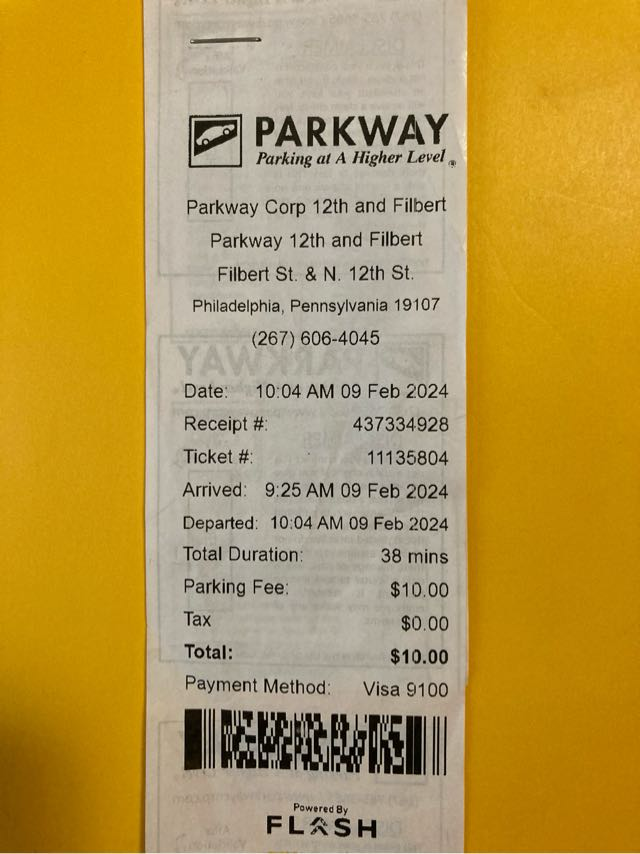 PARKWAY
Parking at A Higher Level®
Parkway Corp 12th and Filbert
Parkway 12th and Filbert
Filbert St. & N. 12th St.
Philadelphia, Pennsylvania 19107
(267) 606-4045
Date: 10:04 AM 09 Feb 2024
Receipt #: 437334928
Ticket #: 11135804
Arrived: 9:25 AM 09 Feb 2024
Departed: 10:04 AM 09 Feb 2024
Total Duration: 38 mins
Parking Fee: $10.00
Tax $0.00
Total: $10.00
Payment Method: Visa 9100
Powered By
FLASH